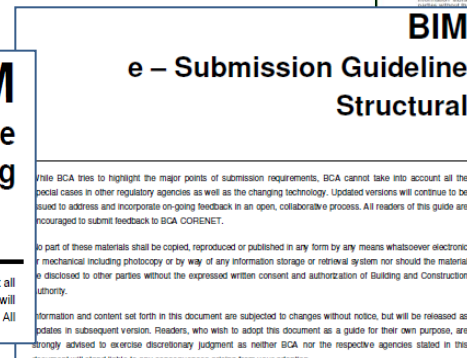 parties without the
BIM
e – Submission Guideline
Structural
M
e
g
all
will
All
While BCA tries to highlight the major points of submission requirements, BCA cannot take into account all the
special cases in other regulatory agencies as well as the changing technology. Updated versions will continue to be
issued to address and incorporate on-going feedback in an open, collaborative process. All readers of this guide are
encouraged to submit feedback to BCA CORENET.
No part of these materials shall be copied, reproduced or published in any form by any means whatsoever electronic
or mechanical including photocopy or by way of any information storage or retrieval system nor should the material
be disclosed to other parties without the expressed written consent and authorization of Building and Construction
Authority.
Information and content set forth in this document are subjected to changes without notice, but will be released as
updates in subsequent version. Readers, who wish to adopt this document as a guide for their own purpose, are
strongly advised to exercise discretionary judgment as neither BCA nor the respective agencies stated in this